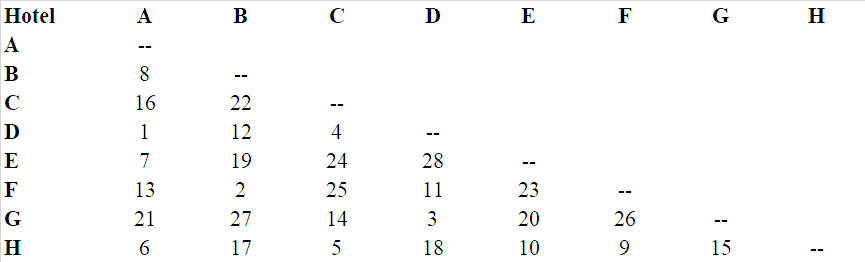 Hotel A B C D E F G H
A --
B 8 --
C 16 22 --
D 1 12 4 --
E 7 19 24 28 --
F 13 2 25 11 23 --
G 21 27 14 3 20 26 --
H 6 17 5 18 10 9 15 --